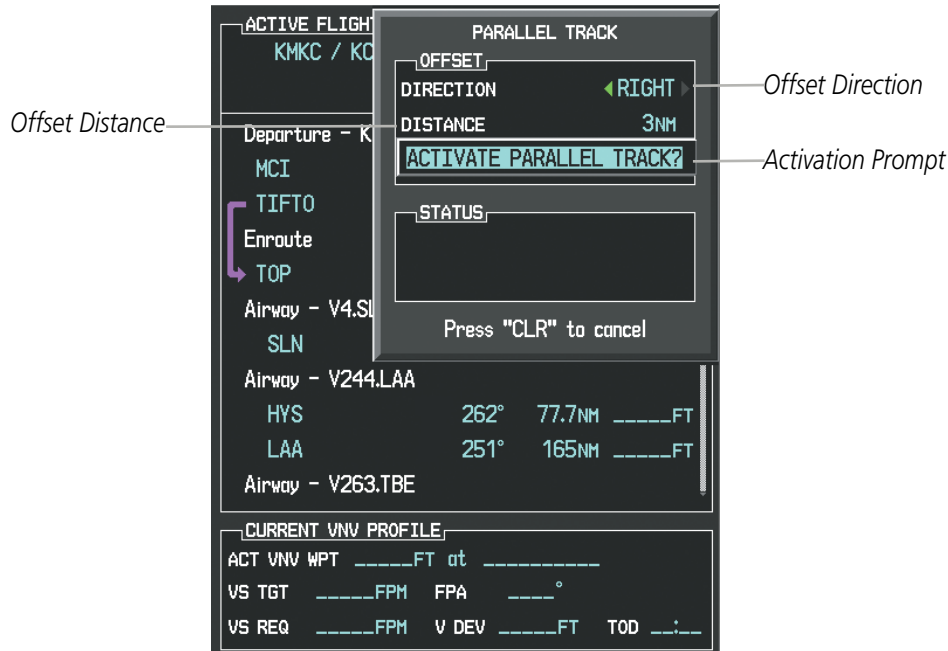 ACTIVE FLIGHT
KMKC / KC
PARALLEL TRACK
OFFSET
DIRECTION RIGHT
Offset Direction
Offset Distance
DISTANCE 3NM
ACTIVATE PARALLEL TRACK?
Activation Prompt
Departure - K
MCI
TIFTO
STATUS
Enroute
TOP
Airway - V4.SL
Press "CLR" to cancel
SLN
Airway - V244.LAA
HYS 262° 77.7NM _____FT
LAA 251° 165NM _____FT
Airway - V263.TBE
CURRENT VNV PROFILE
ACT VNV WPT _____FT at __________
VS TGT _____FPM FPA ____°
VS REQ _____FPM V DEV _____FT TOD __:__